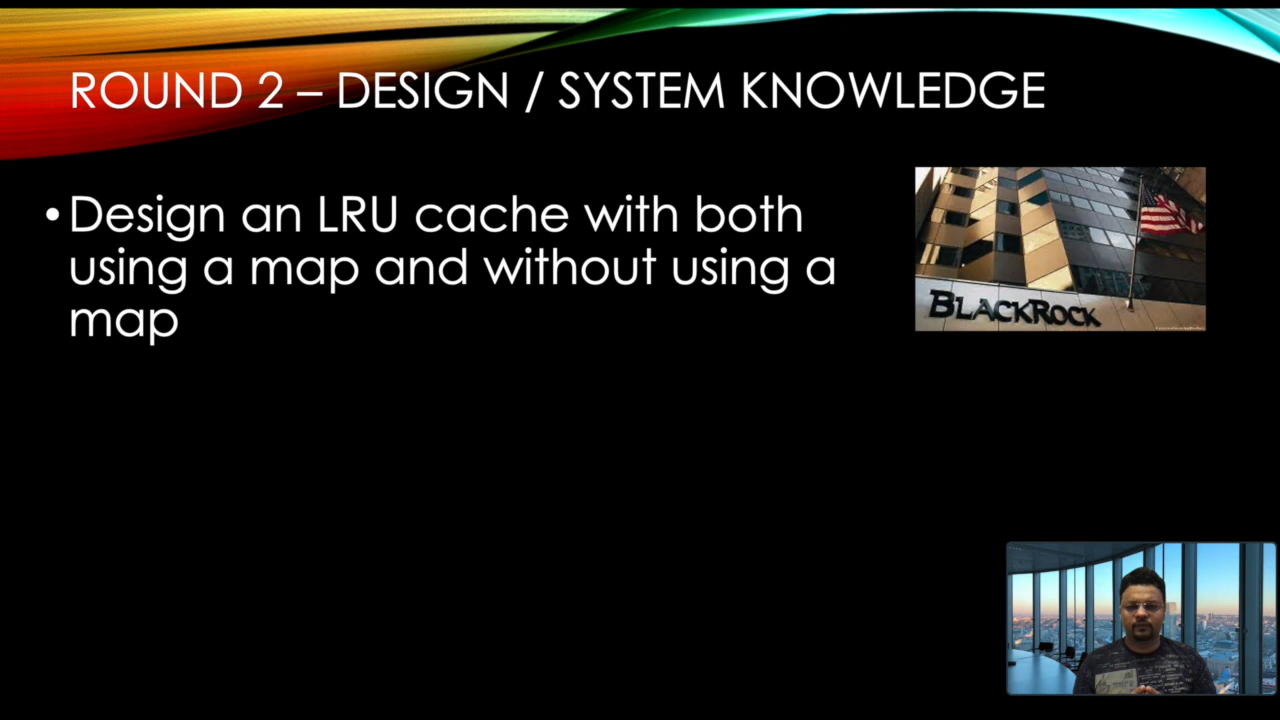 ROUND 2 – DESIGN / SYSTEM KNOWLEDGE
•Design an LRU cache with both
using a map and without using a
map
BLACKROCK